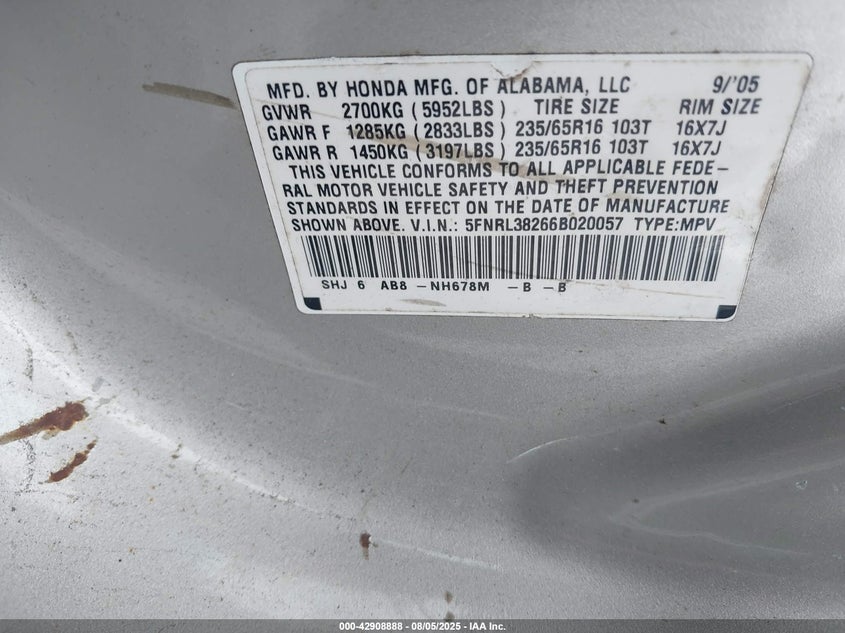 MFD. BY HONDA MFG. OF ALABAMA, LLC 9/'05
GVWR 2700KG (5952LBS) TIRE SIZE RIM SIZE
GAWR F 1285KG (2833LBS) 235/65R16 103T 16X7J
GAWR R 1450KG (3197LBS) 235/65R16 103T 16X7J
THIS VEHICLE CONFORMS TO ALL APPLICABLE FEDE-
RAL MOTOR VEHICLE SAFETY AND THEFT PREVENTION
STANDARDS IN EFFECT ON THE DATE OF MANUFACTURE
SHOWN ABOVE. V.I.N.: 5FNRL38266B020057 TYPE:MPV
SHJ 6 AB8 -NH678M -B -B
000-42908888 - 08/05/2025 - IAA Inc.